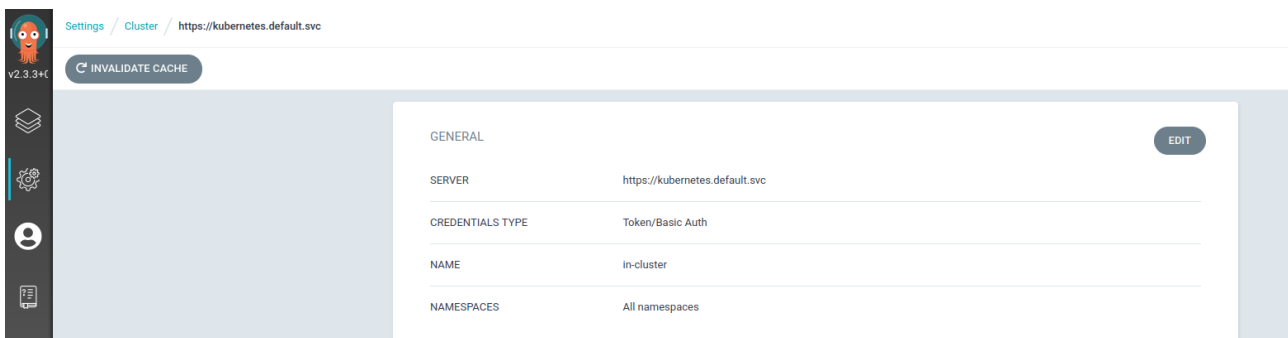 Settings / Cluster / https://kubernetes.default.svc
v2.3.3+
INVALIDATE CACHE
GENERAL
EDIT
SERVER https://kubernetes.default.svc
CREDENTIALS TYPE Token/Basic Auth
NAME in-cluster
NAMESPACES All namespaces